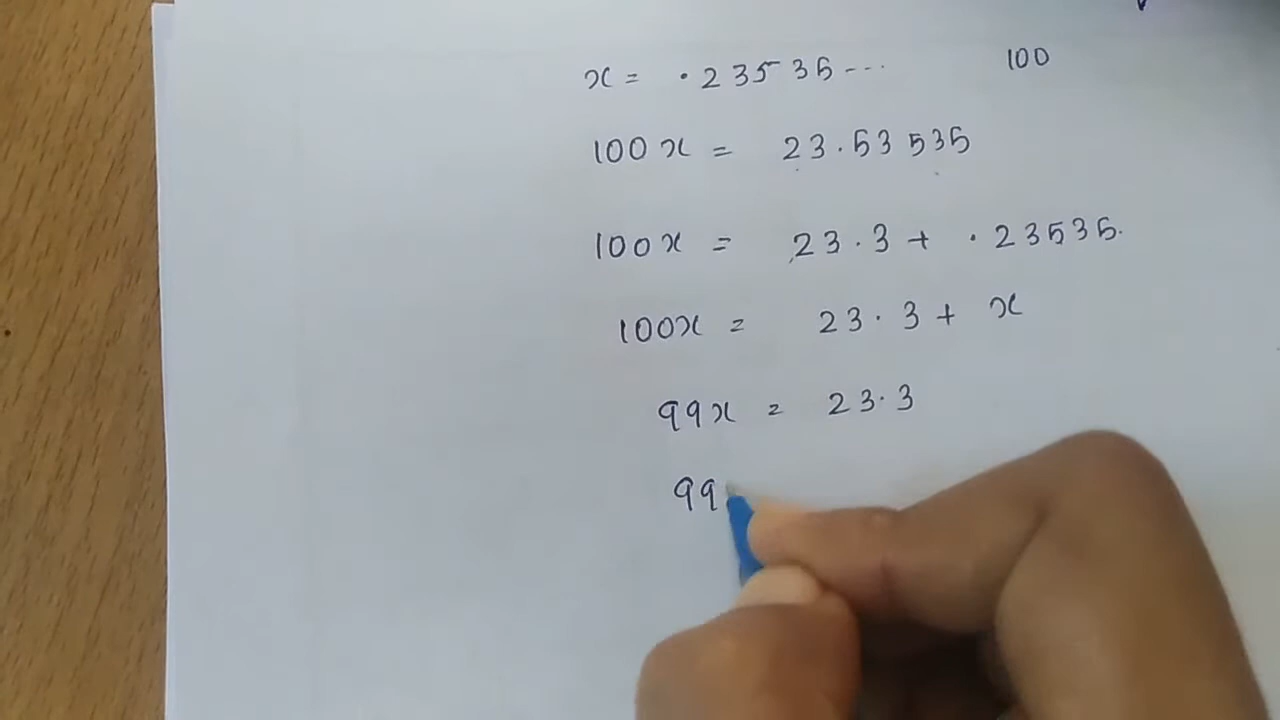 x = .23535... 100
100x = 23.53535
100x = 23.3 + .23535.
100x = 23.3 + x
99x = 23.3
99